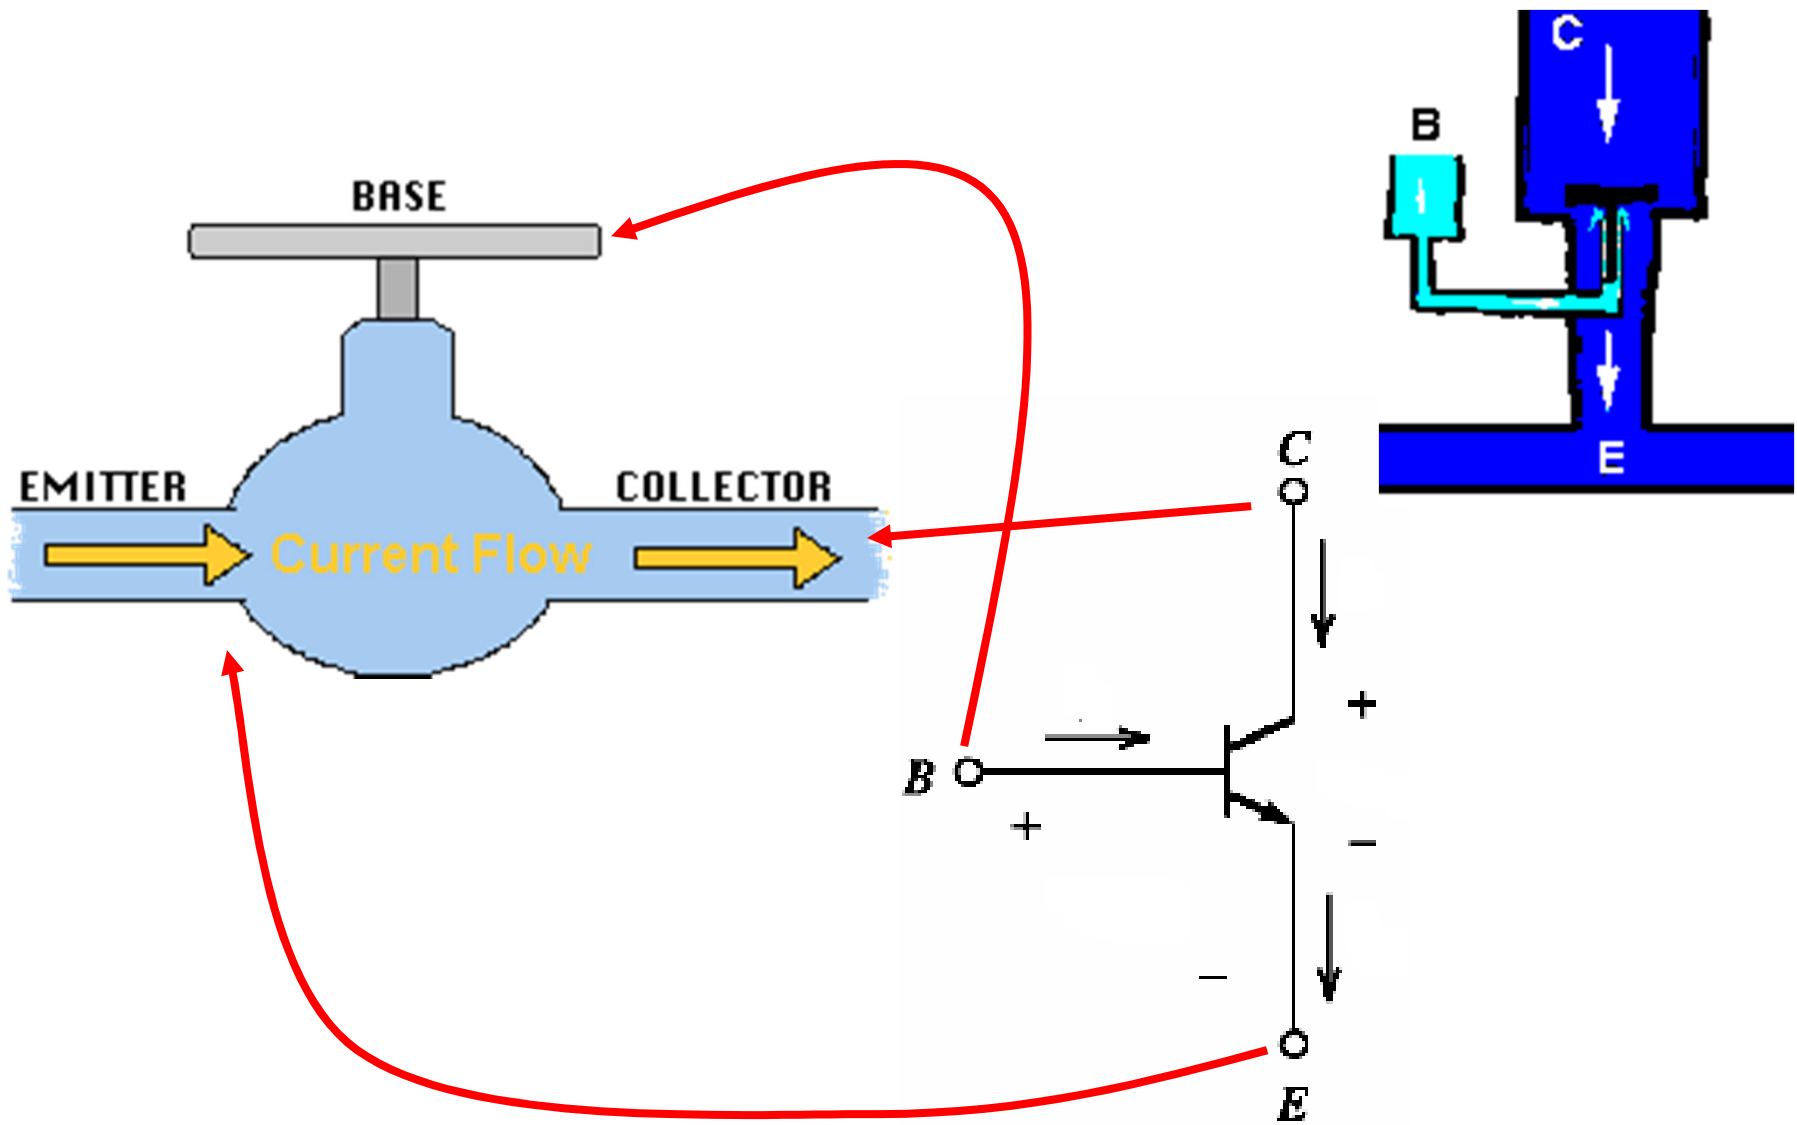 BASE
EMITTER
COLLECTOR
Current Flow
C
B
E
C
B
+
+
−
−
E